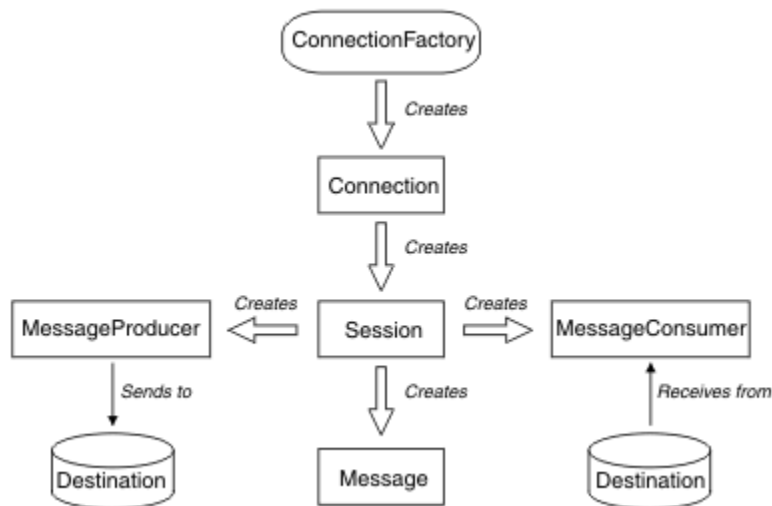 ConnectionFactory
Creates
Connection
Creates
Creates
Creates
MessageProducer
Session
MessageConsumer
Sends to
Creates
Receives from
Destination
Message
Destination